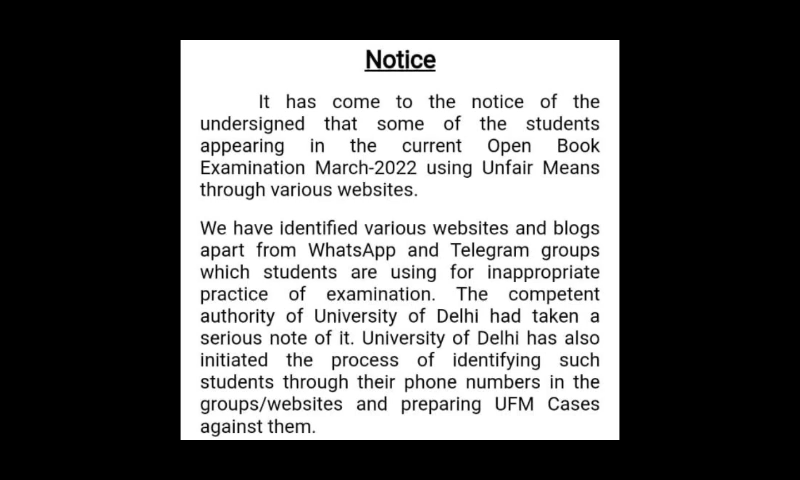 Notice
It has come to the notice of the
undersigned that some of the students
appearing in the current Open Book
Examination March-2022 using Unfair Means
through various websites.
We have identified various websites and blogs
apart from WhatsApp and Telegram groups
which students are using for inappropriate
practice of examination. The competent
authority of University of Delhi had taken a
serious note of it. University of Delhi has also
initiated the process of identifying such
students through their phone numbers in the
groups/websites and preparing UFM Cases
against them.